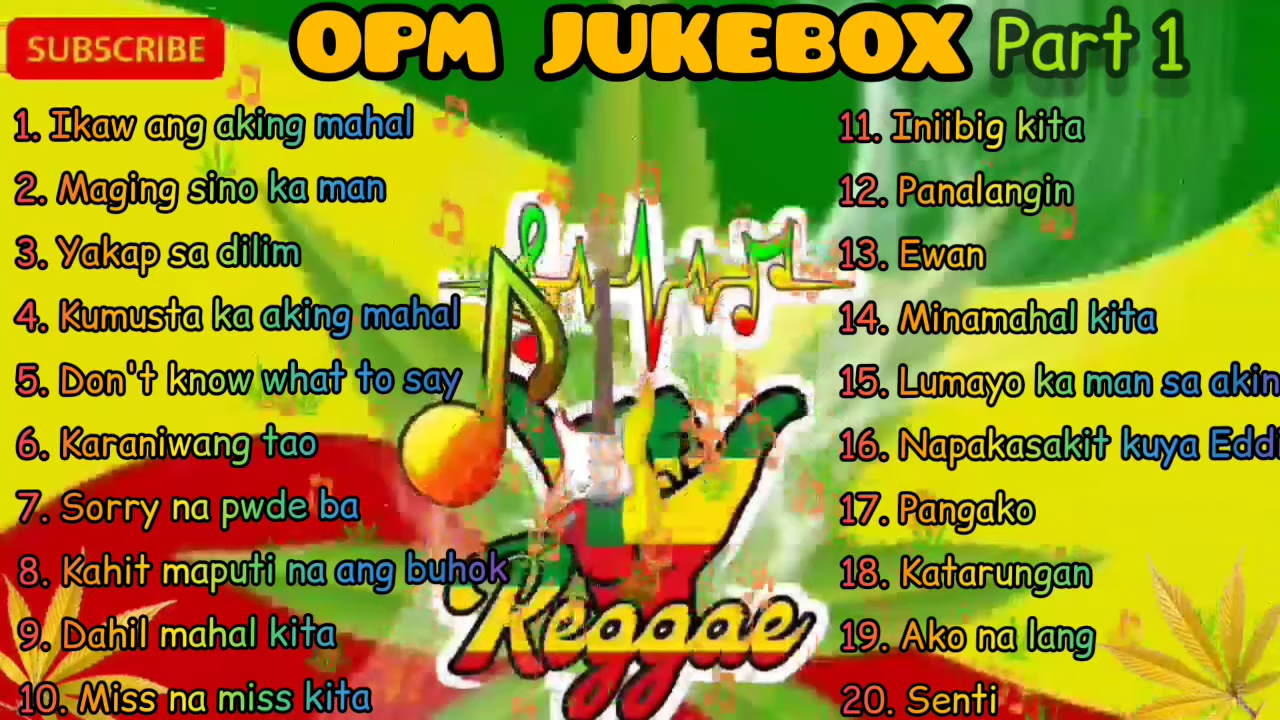 SUBSCRIBE
OPM JUKEBOX Part 1
1. Ikaw ang aking mahal
2. Maging sino ka man
3. Yakap sa dilim
4. Kumusta ka aking mahal
5. Don't know what to say
6. Karaniwang tao
7. Sorry na pwde ba
8. Kahit maputi na ang buhok
9. Dahil mahal kita
10. Miss na miss kita
11. Iniibig kita
12. Panalangin
13. Ewan
14. Minamahal kita
15. Lumayo ka man sa akin
16. Napakasakit kuya Eddi
17. Pangako
18. Katarungan
19. Ako na lang
20. Senti
Reggae